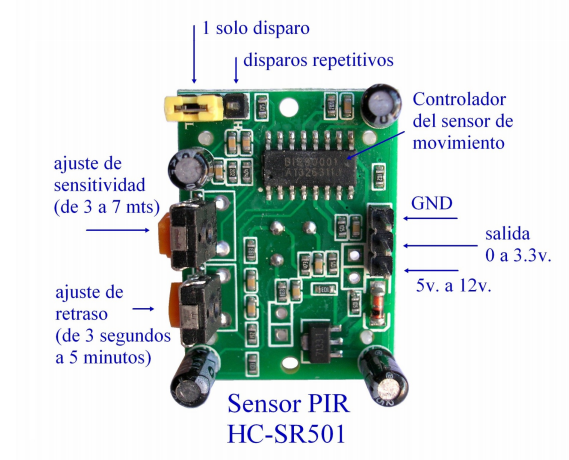 1 solo disparo
disparos repetitivos
Controlador
del sensor de
movimiento
ajuste de
sensitividad
(de 3 a 7 mts)
GND
salida
0 a 3.3v.
5v. a 12v.
ajuste de
retraso
(de 3 segundos
a 5 minutos)
Sensor PIR
HC-SR501